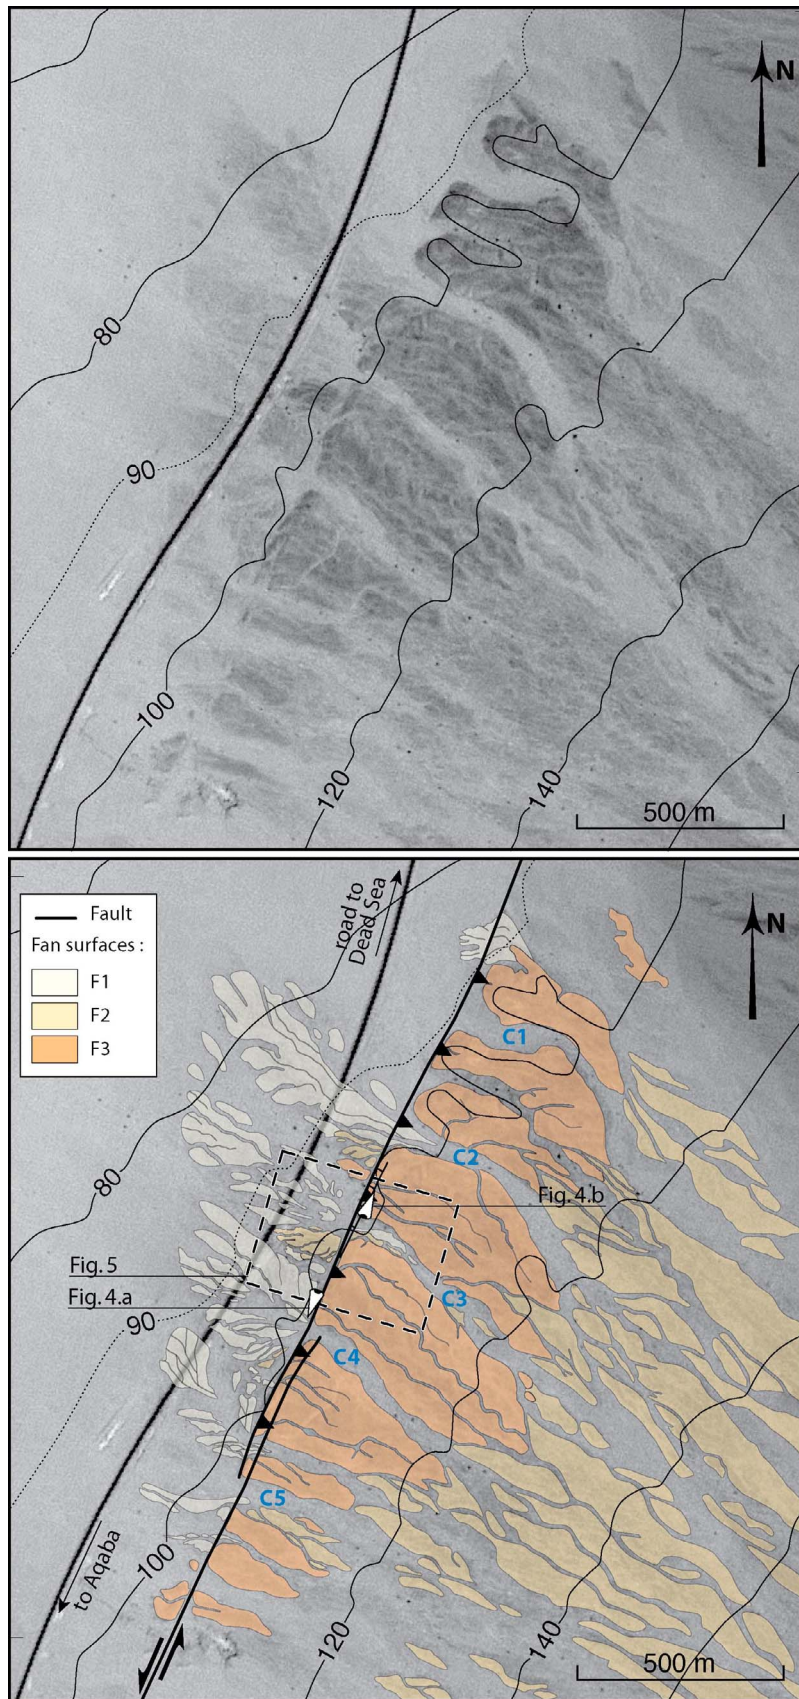 N
80
90
100
120
140
500 m
Fault
Fan surfaces :
F1
F2
F3
road to
Dead Sea
N
C1
C2
Fig. 4.b
80
Fig. 5
Fig. 4.a
C3
90
C4
C5
100
to Aqaba
120
140
500 m